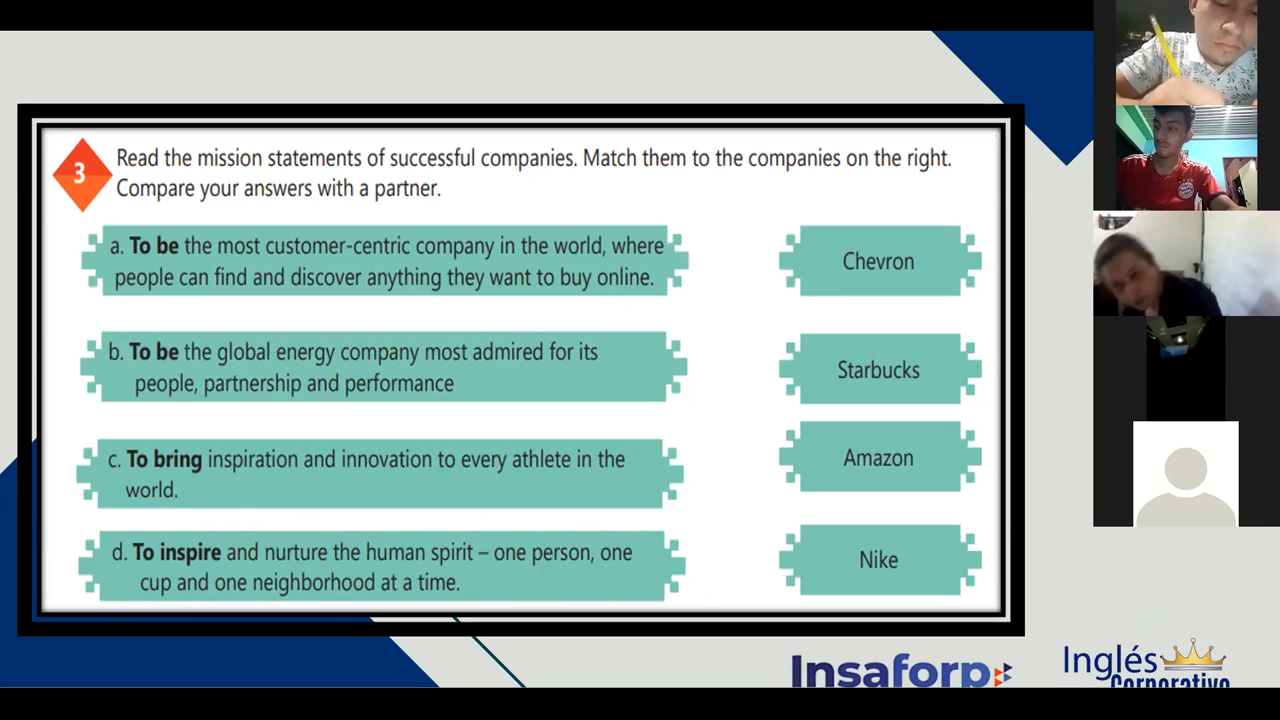 3
Read the mission statements of successful companies. Match them to the companies on the right.
Compare your answers with a partner.
a. To be the most customer-centric company in the world, where
people can find and discover anything they want to buy online.
Chevron
b. To be the global energy company most admired for its
people, partnership and performance
Starbucks
c. To bring inspiration and innovation to every athlete in the
world.
Amazon
d. To inspire and nurture the human spirit – one person, one
cup and one neighborhood at a time.
Nike
Insaforp
Inglés
Corporativo